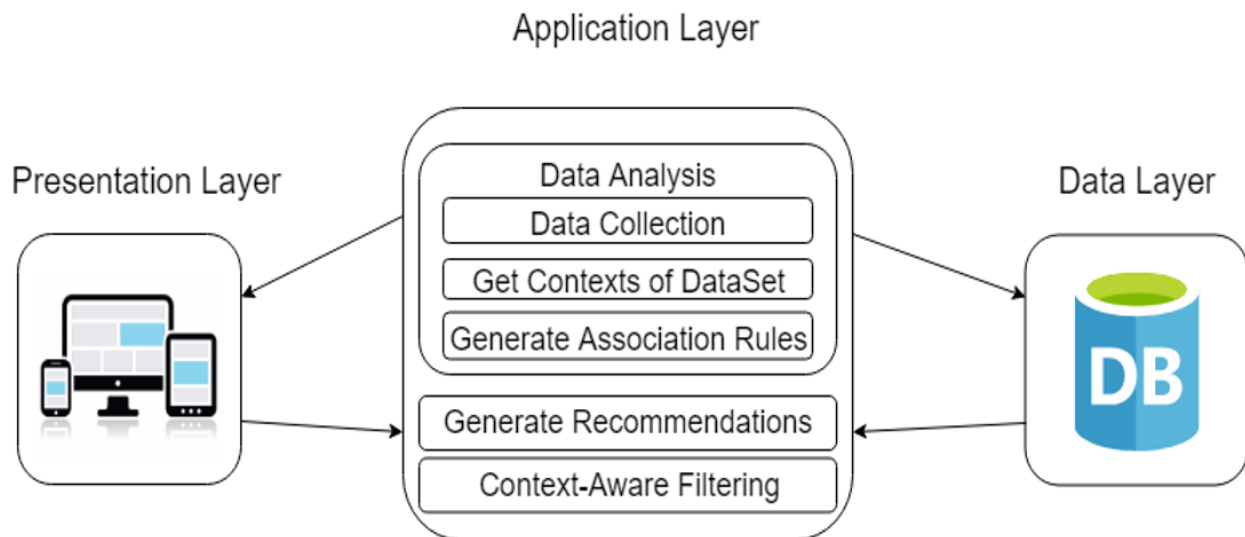 Application Layer
Presentation Layer
Data Analysis
Data Collection
Get Contexts of DataSet
Generate Association Rules
Generate Recommendations
Context-Aware Filtering
Data Layer
DB